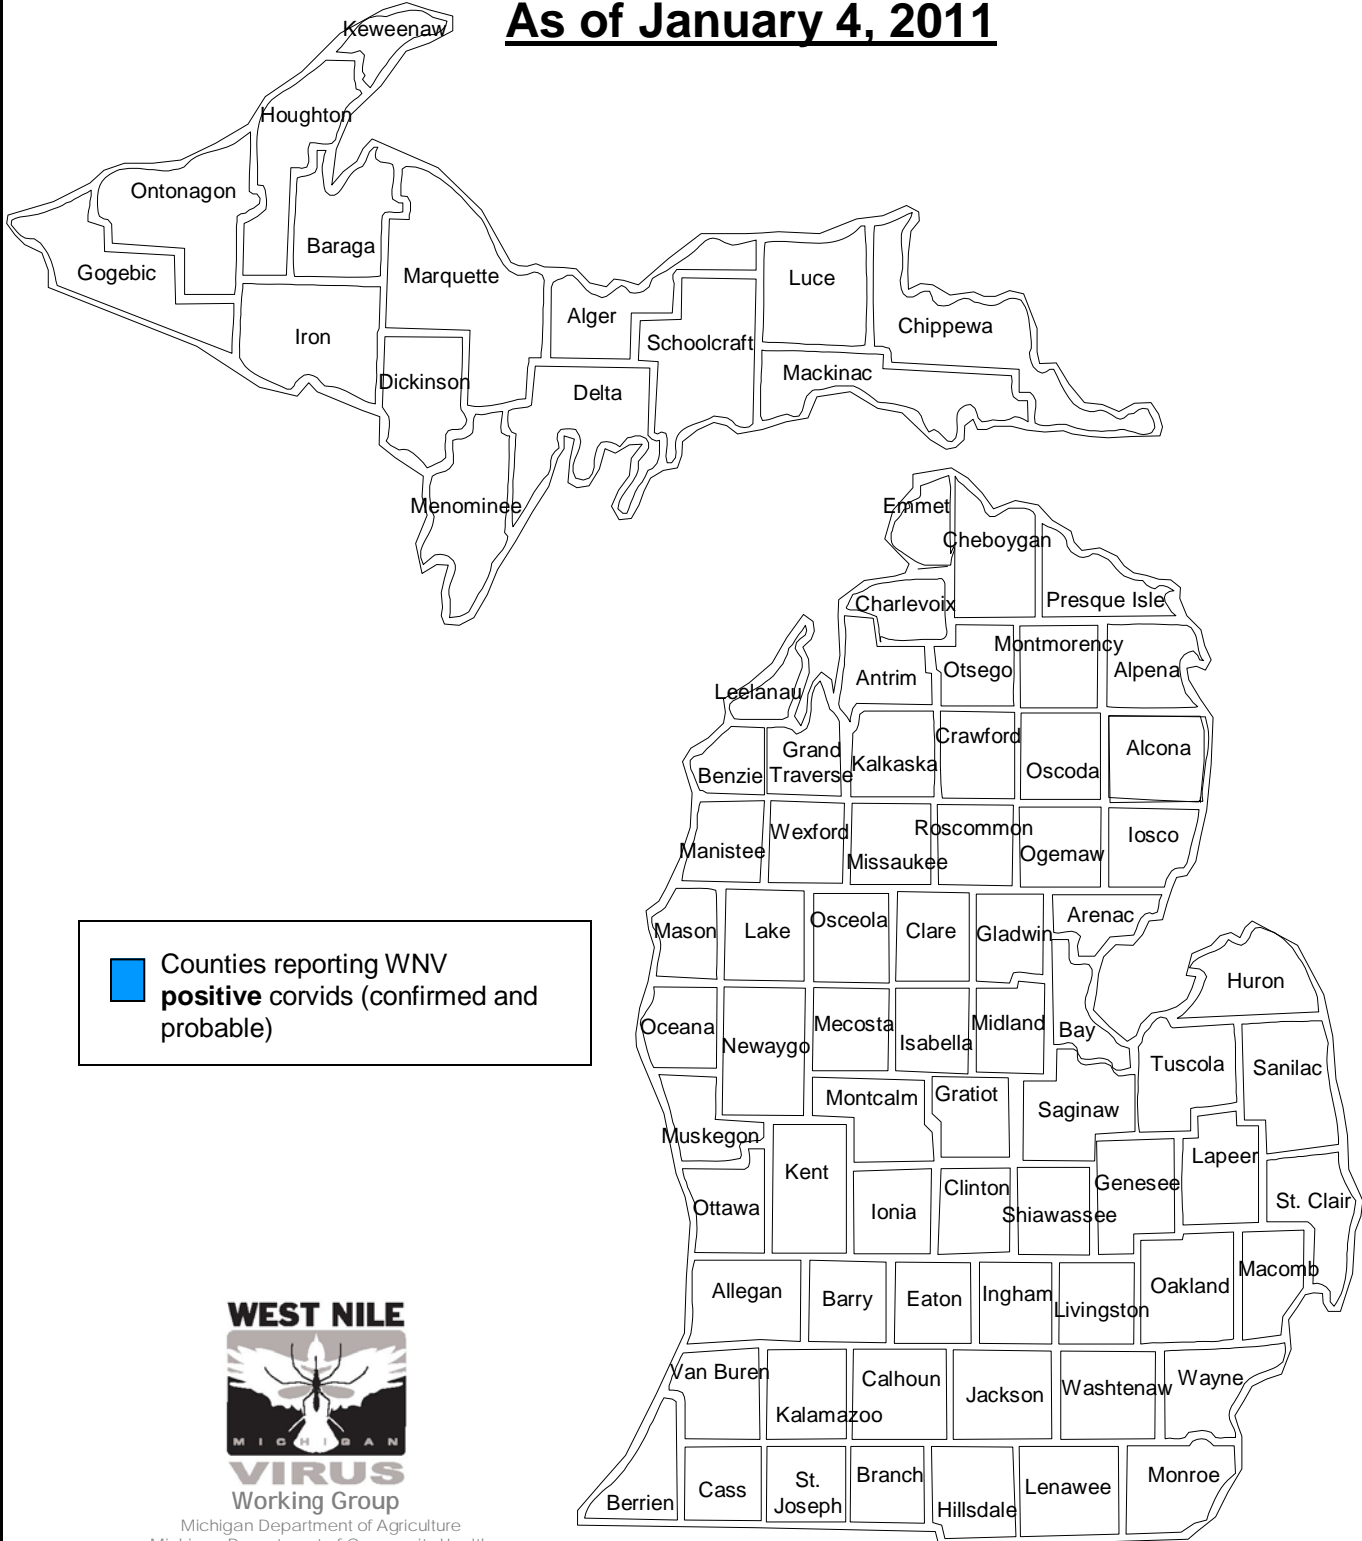 As of January 4, 2011
Keweenaw
Houghton
Ontonagon
Baraga
Gogebic
Marquette
Luce
Alger
Chippewa
Iron
Schoolcraft
Mackinac
Dickinson
Delta
Menominee
Emmet
Cheboygan
Charlevoix
Presque Isle
Montmorency
Antrim
Otsego
Alpena
Leelanau
Crawford
Alcona
Grand
Traverse
Kalkaska
Benzie
Oscoda
Wexford
Roscommon
Iosco
Manistee
Missaukee
Ogemaw
Arenac
Mason
Lake
Osceola
Clare
Gladwin
Huron
Counties reporting WNV
positive corvids (confirmed and
probable)
Oceana
Newaygo
Mecosta
Isabella
Midland
Bay
Tuscola
Sanilac
Montcalm
Gratiot
Saginaw
Muskegon
Kent
Lapeer
Ottawa
Ionia
Clinton
Shiawassee
Genesee
St. Clair
Allegan
Barry
Eaton
Ingham
Livingston
Oakland
Macomb
Van Buren
Kalamazoo
Calhoun
Jackson
Washtenaw
Wayne
Berrien
Cass
St.
Joseph
Branch
Hillsdale
Lenawee
Monroe
WEST NILE
MICHIGAN
VIRUS
Working Group
Michigan Department of Agriculture
Michigan Department of Community Health